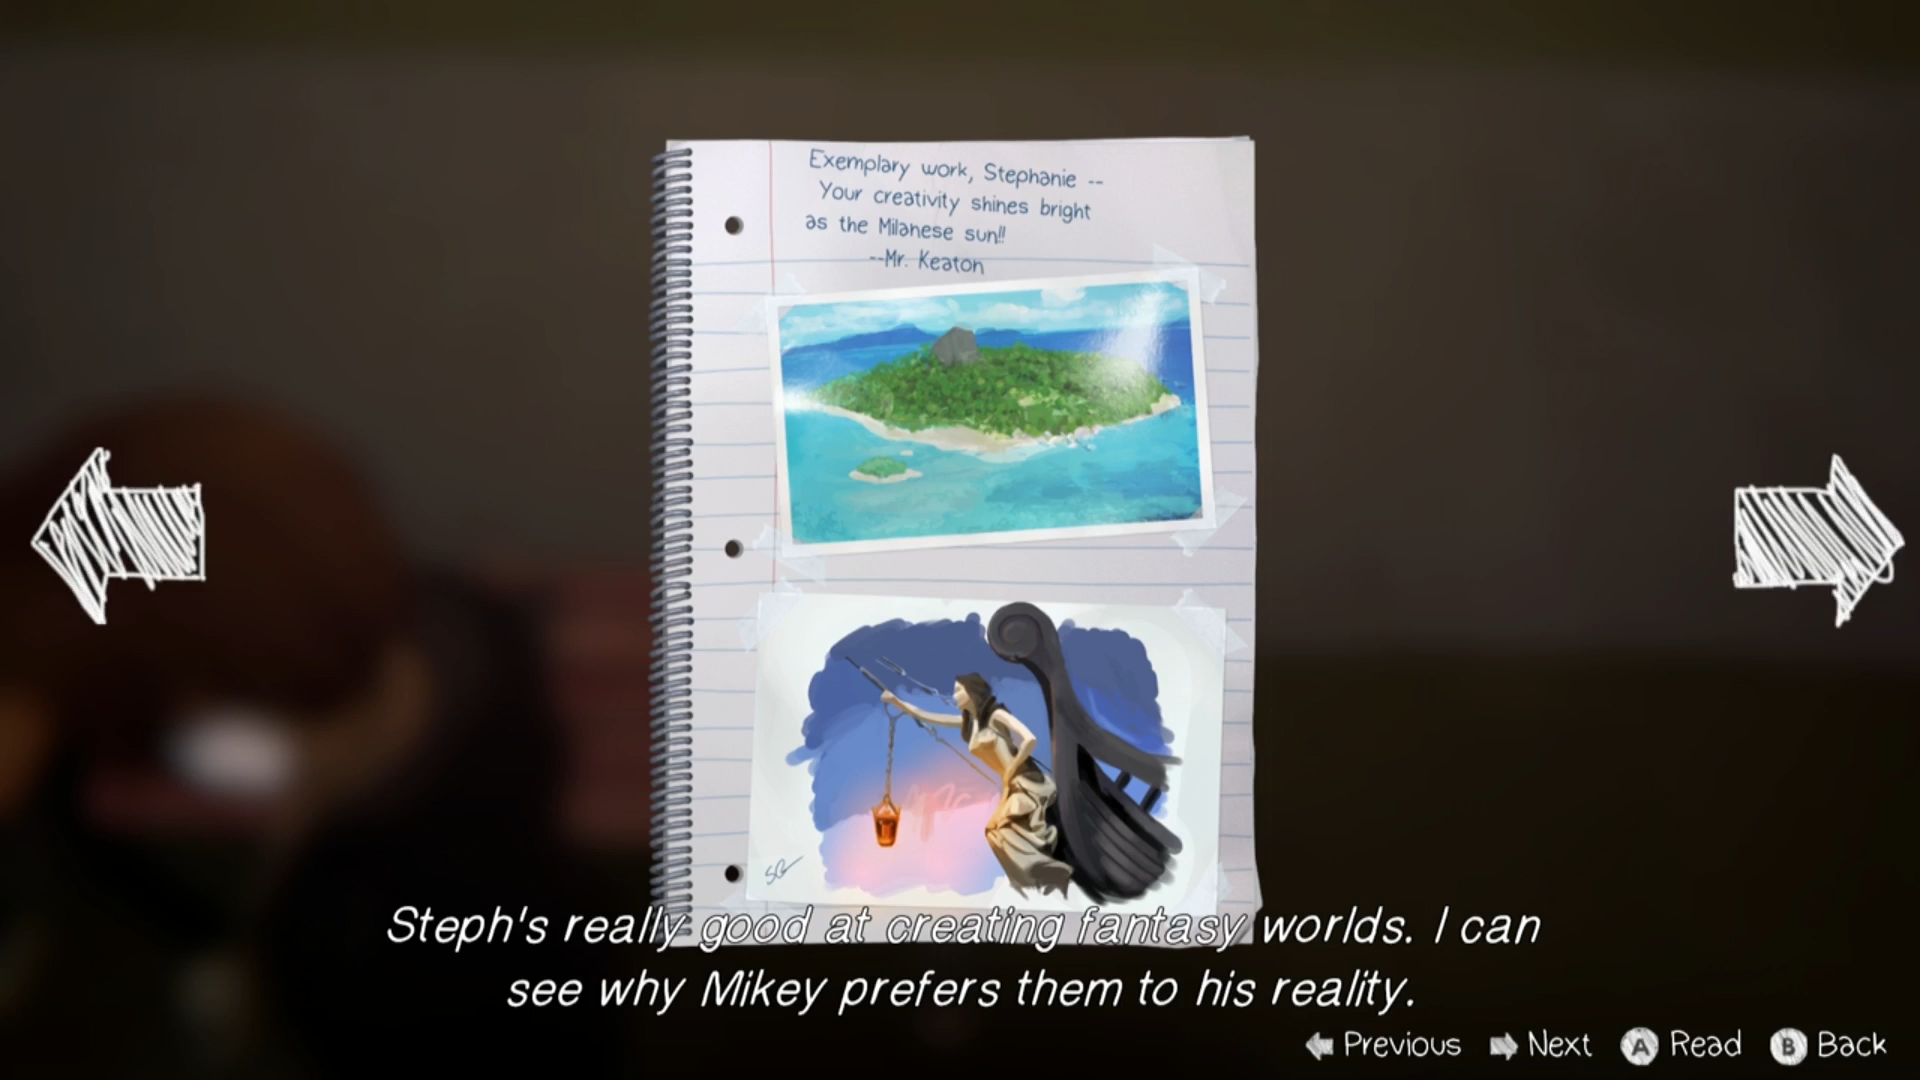 Exemplary work, Stephanie --
Your creativity shines bright
as the Milanese sun!!
--Mr. Keaton
Steph's really good at creating fantasy worlds. I can
see why Mikey prefers them to his reality.
Previous Next A Read B Back